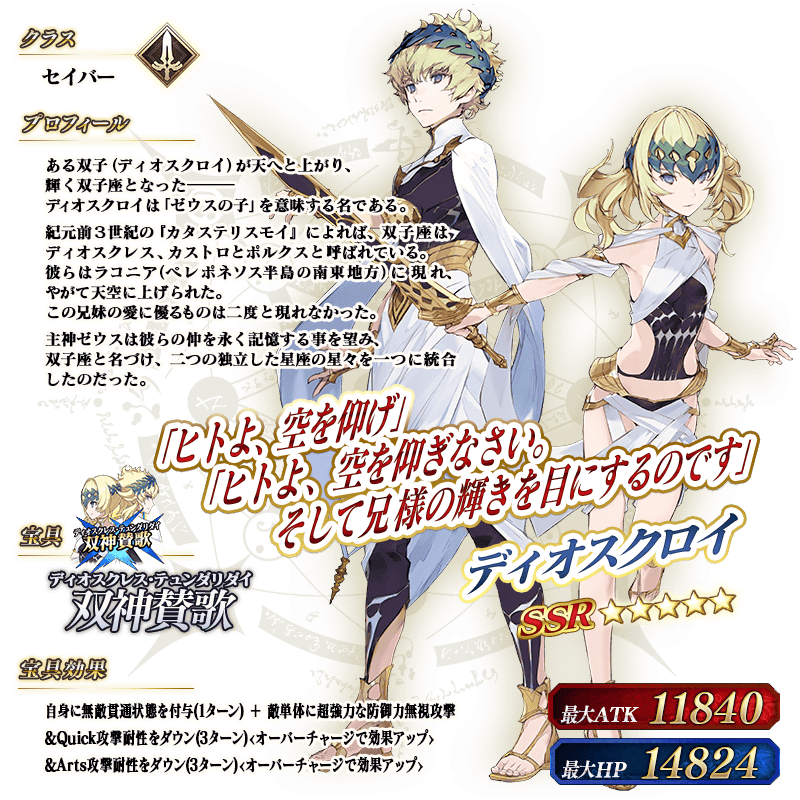 クラス
セイバー
プロフィール
ある双子（ディオスクロイ）が天へと上がり、
輝く双子座となった───
ディオスクロイは「ゼウスの子」を意味する名である。
紀元前３世紀の『カタステリスモイ』によれば、双子座は、
ディオスクレス、カストロとポルクスと呼ばれている。
彼らはラコニア（ペレポネソス半島の南東地方）に現れ、
やがて天空に上げられた。
この兄妹の愛に優るものは二度と現れなかった。
主神ゼウスは彼らの仲を永く記憶する事を望み、
双子座と名づけ、二つの独立した星座の星々を一つに統合
したのだった。
「ヒトよ、空を仰げ」
「ヒトよ、空を仰ぎなさい。
そして兄様の輝きを目にするのです」
ディオスクロイ
SSR ☆☆☆☆☆
宝具
ディオスクレス・テュンダリダイ
双神賛歌
ディオスクレス・テュンダリダイ
双神賛歌
宝具効果
自身に無敵貫通状態を付与(1ターン) ＋ 敵単体に超強力な防御力無視攻撃
&Quick攻撃耐性をダウン(3ターン)<オーバーチャージで効果アップ>
&Arts攻撃耐性をダウン(3ターン)<オーバーチャージで効果アップ>
最大ATK 11840
最大HP 14824